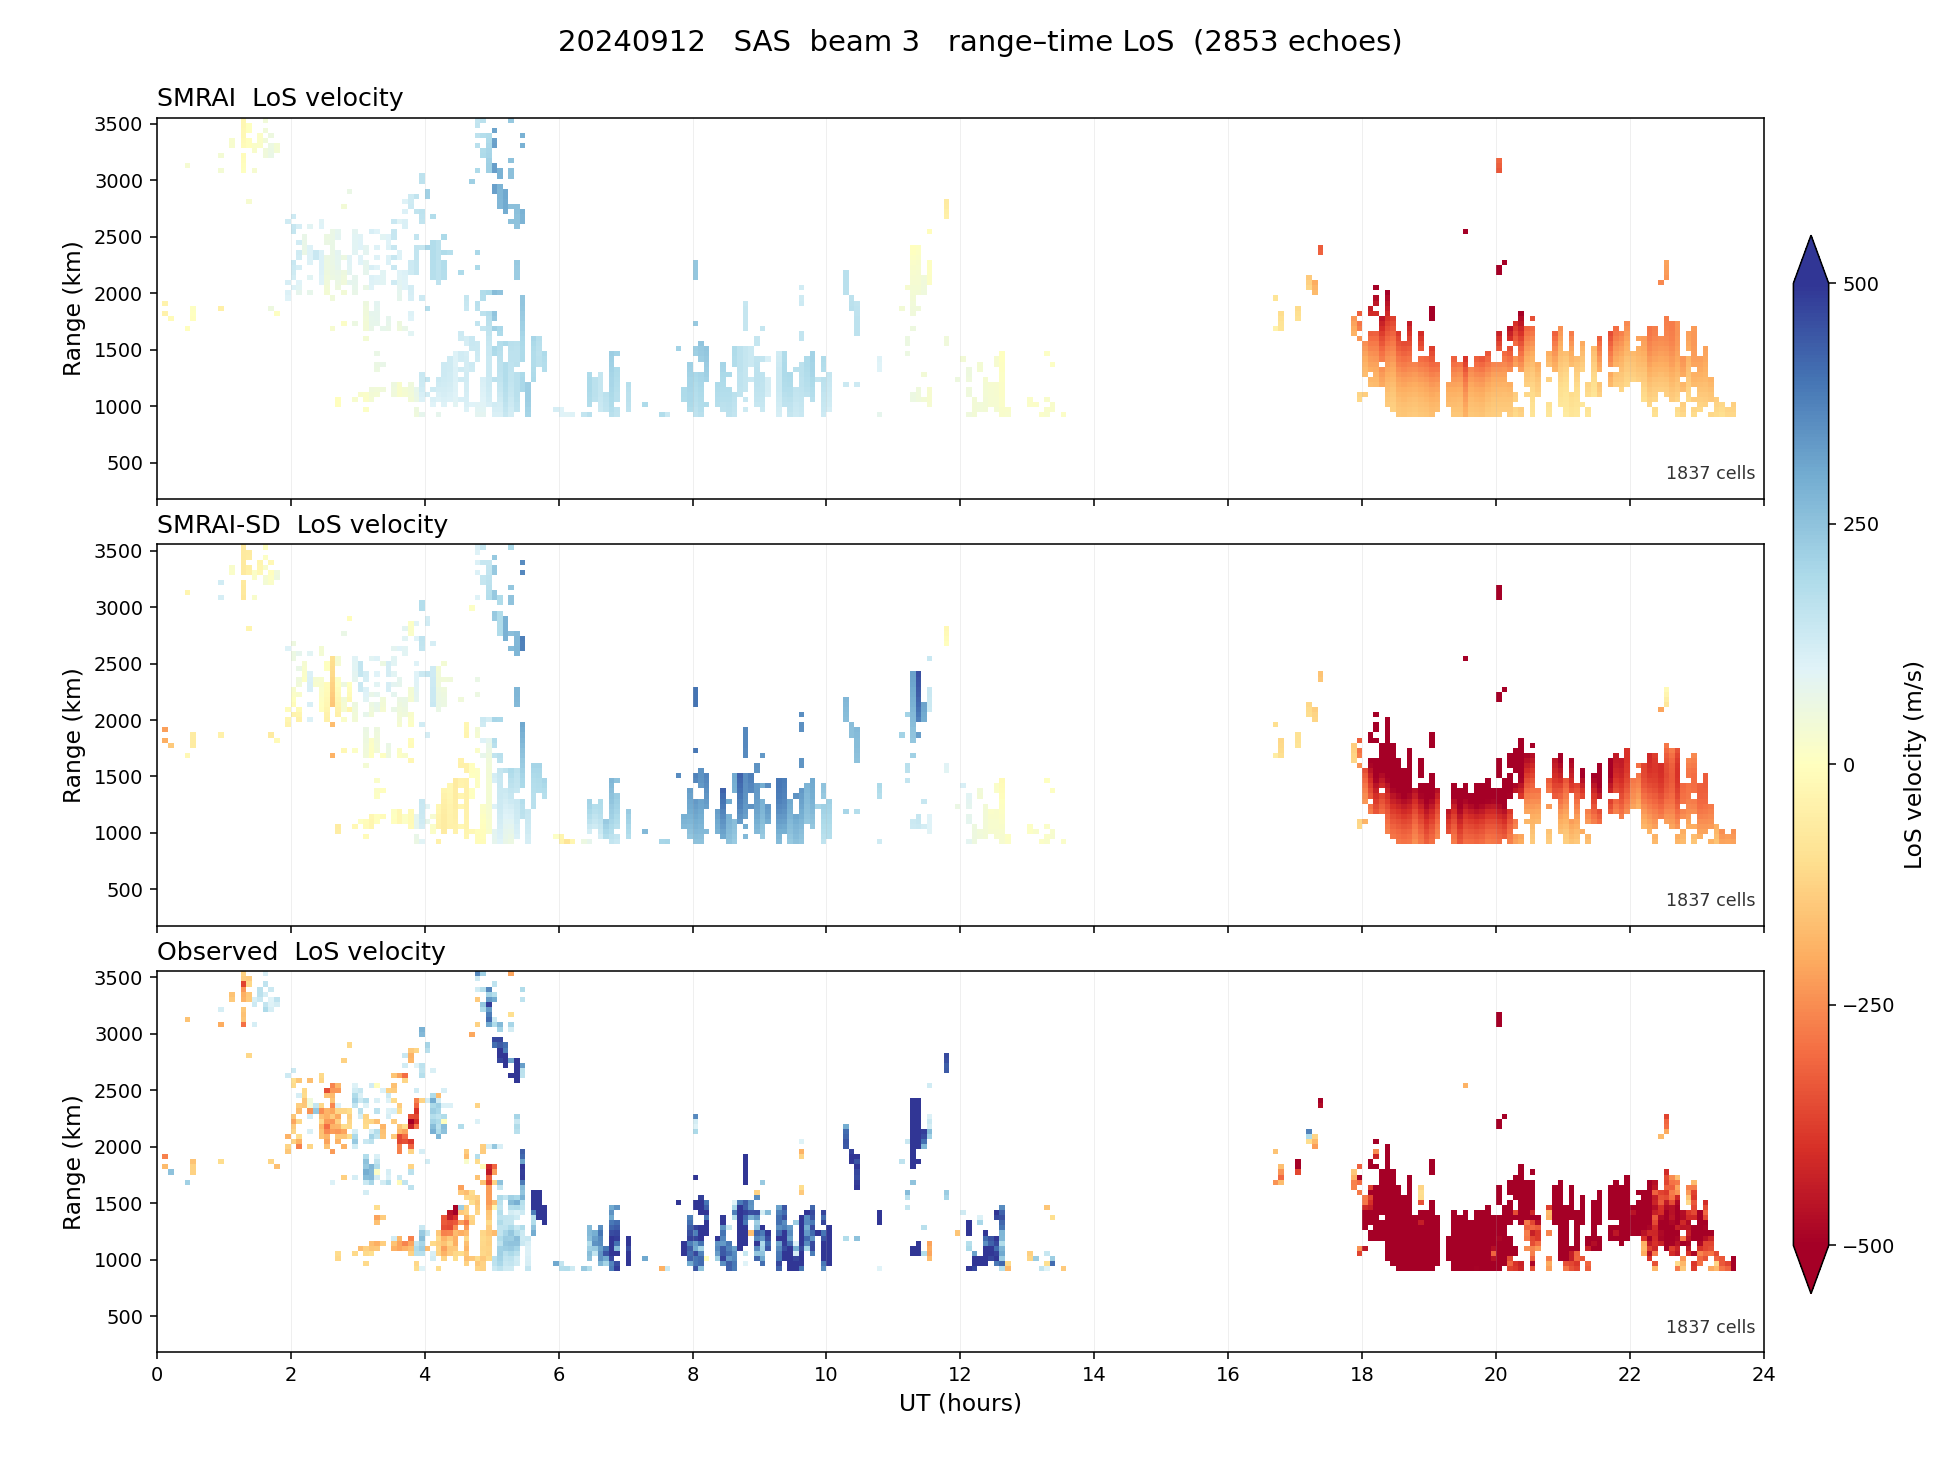 20240912   SAS  beam 3   range–time LoS  (2853 echoes)
SMRAI  LoS velocity
3500
3000
2500
2000
1500
1000
500
Range (km)
1837 cells
SMRAI-SD  LoS velocity
3500
3000
2500
2000
1500
1000
500
Range (km)
1837 cells
Observed  LoS velocity
3500
3000
2500
2000
1500
1000
500
Range (km)
1837 cells
0 2 4 6 8 10 12 14 16 18 20 22 24
UT (hours)
500
250
0
−250
−500
LoS velocity (m/s)